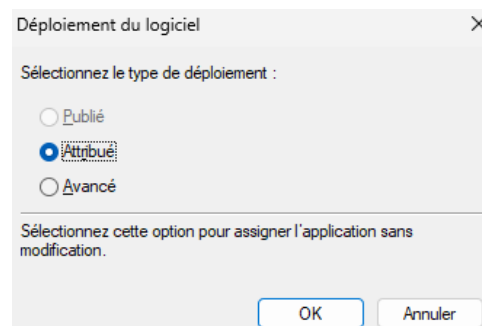 Déploiement du logiciel
Sélectionnez le type de déploiement :
Publié
Attribué
Avancé
Sélectionnez cette option pour assigner l'application sans
modification.
OK Annuler